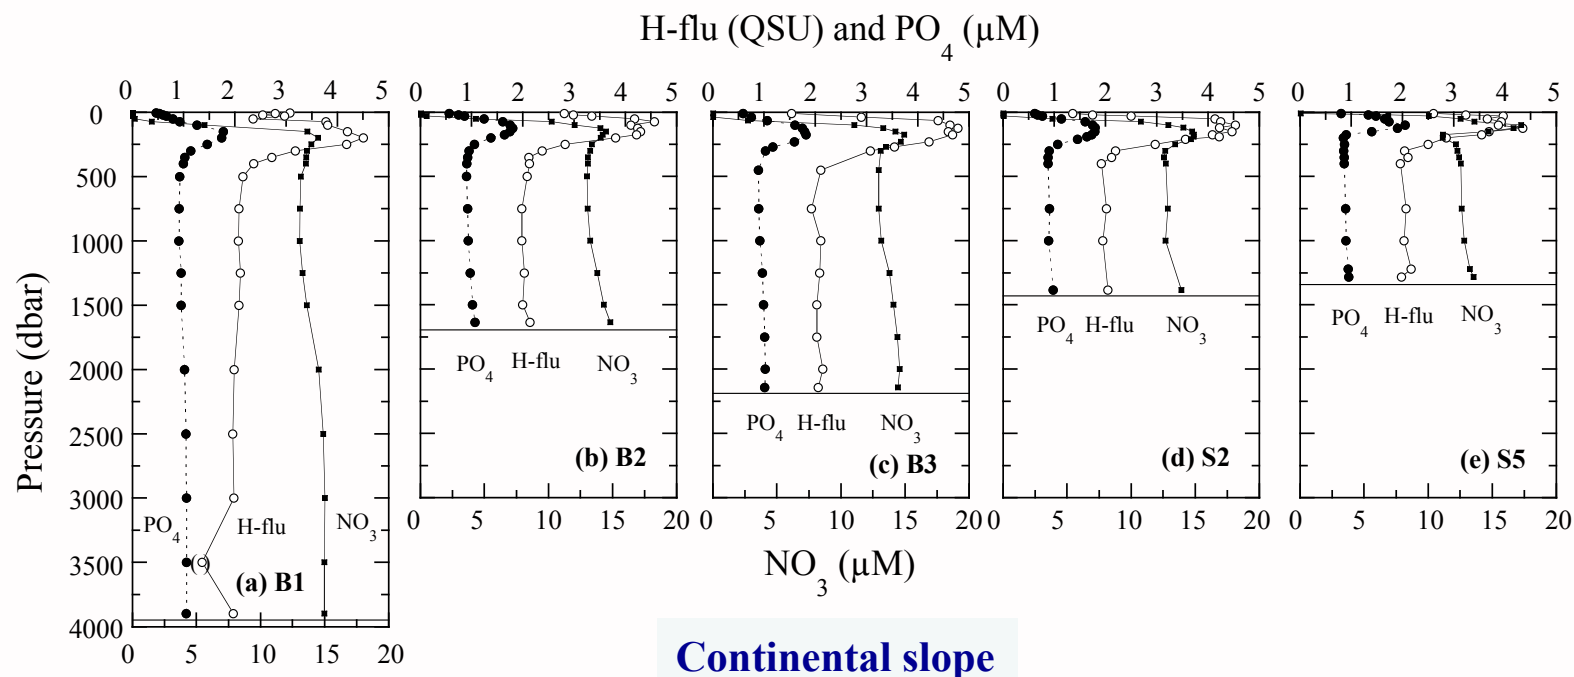 H-flu (QSU) and PO4 (µM)
0 1 2 3 4 5
0 1 2 3 4 5
0 1 2 3 4 5
0 1 2 3 4 5
0 1 2 3 4 5
Pressure (dbar)
0
500
1000
1500
2000
2500
3000
3500
4000
PO4 H-flu NO3
( )
(a) B1
0 5 10 15 20
PO4 H-flu NO3
(b) B2
0 5 10 15 20
PO4 H-flu NO3
(c) B3
0 5 10 15 20
PO4 H-flu NO3
(d) S2
0 5 10 15 20
PO4 H-flu NO3
(e) S5
0 5 10 15 20
NO3 (µM)
Continental slope